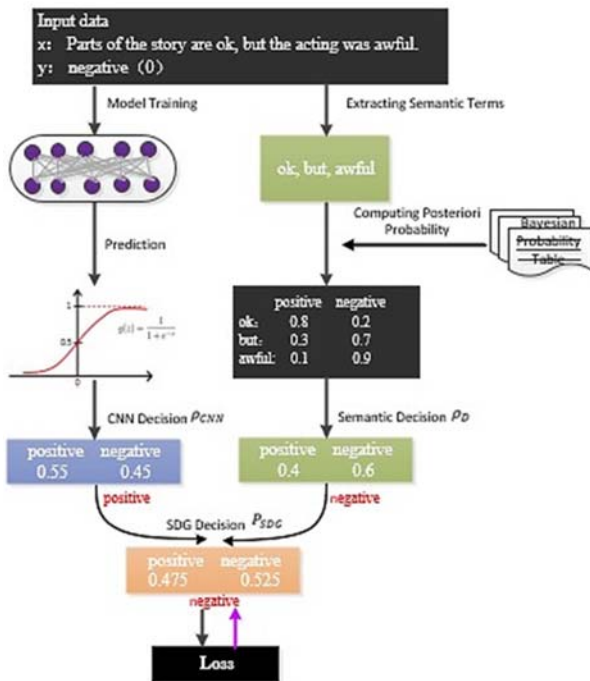 Input data
x: Parts of the story are ok, but the acting was awful.
y: negative (0)
Model Training
Extracting Semantic Terms
ok, but, awful
Computing Posteriori
Probability
Bayesian
Probability
Table
Prediction
1
g(z) = 1 / 1 + e^-z
0.5
0
positive negative
ok: 0.8 0.2
but: 0.3 0.7
awful: 0.1 0.9
CNN Decision ρCNN
Semantic Decision ρD
positive negative
0.55 0.45
positive negative
0.4 0.6
positive
negative
SDG Decision PSDG
positive negative
0.475 0.525
negative
Loss